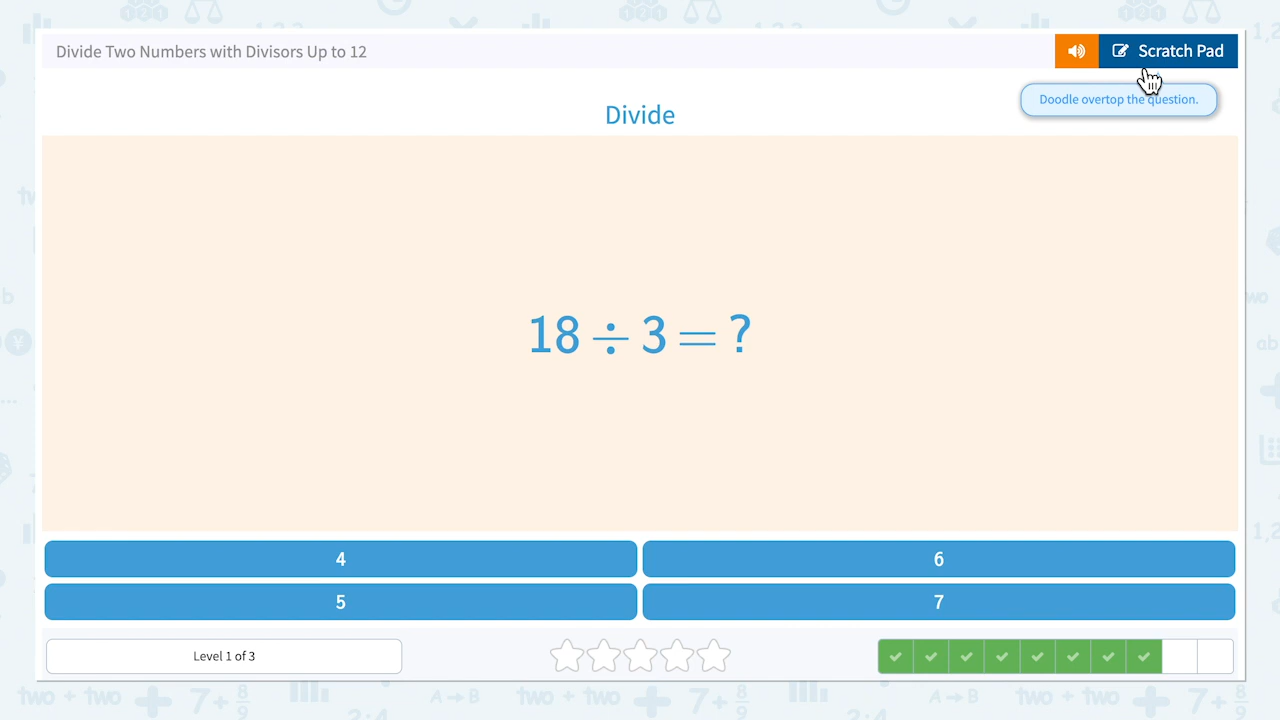 Divide Two Numbers with Divisors Up to 12
Scratch Pad
Doodle overtop the question.
Divide
18 ÷ 3 = ?
4
6
5
7
Level 1 of 3